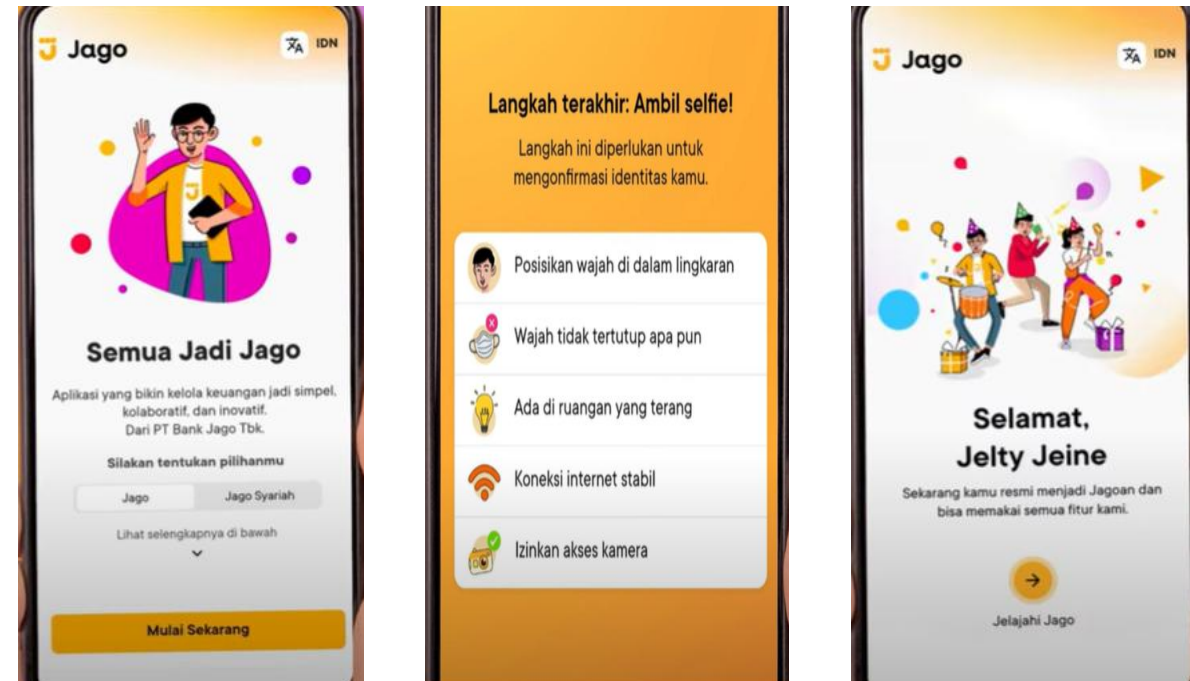 Jago
IDN
Semua Jadi Jago
Aplikasi yang bikin kelola keuangan jadi simpel,
kolaboratif, dan inovatif.
Dari PT Bank Jago Tbk.
Silakan tentukan pilihanmu
Jago
Jago Syariah
Lihat selengkapnya di bawah
Mulai Sekarang
Langkah terakhir: Ambil selfie!
Langkah ini diperlukan untuk
mengonfirmasi identitas kamu.
Posisikan wajah di dalam lingkaran
Wajah tidak tertutup apa pun
Ada di ruangan yang terang
Koneksi internet stabil
Izinkan akses kamera
Jago
IDN
Selamat,
Jelty Jeine
Sekarang kamu resmi menjadi Jagoan dan
bisa memakai semua fitur kami.
Jelajahi Jago